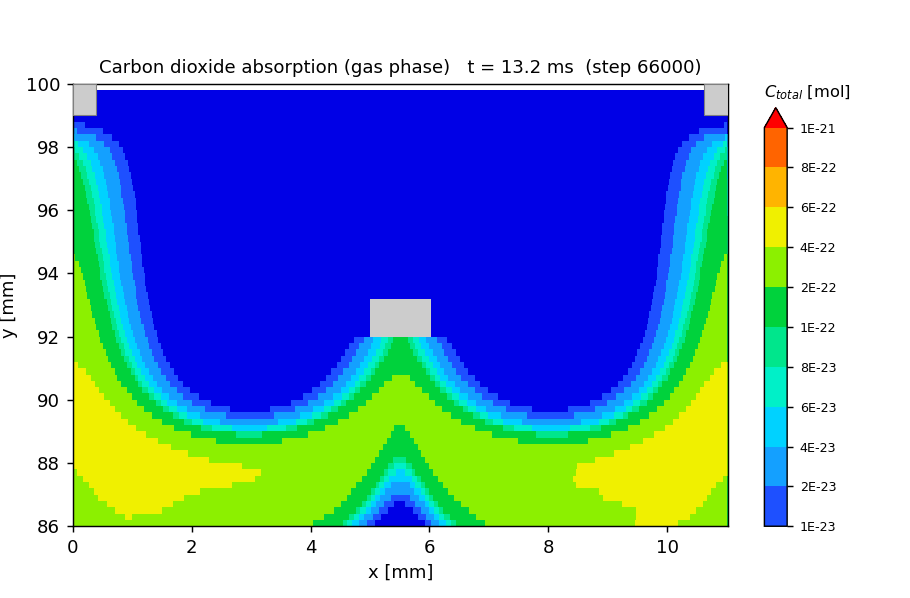 Carbon dioxide absorption (gas phase)   t = 13.2 ms  (step 66000)
C_total [mol]
1E-21
8E-22
6E-22
4E-22
2E-22
1E-22
8E-23
6E-23
4E-23
2E-23
1E-23
y [mm]
100
98
96
94
92
90
88
86
0 2 4 6 8 10
x [mm]